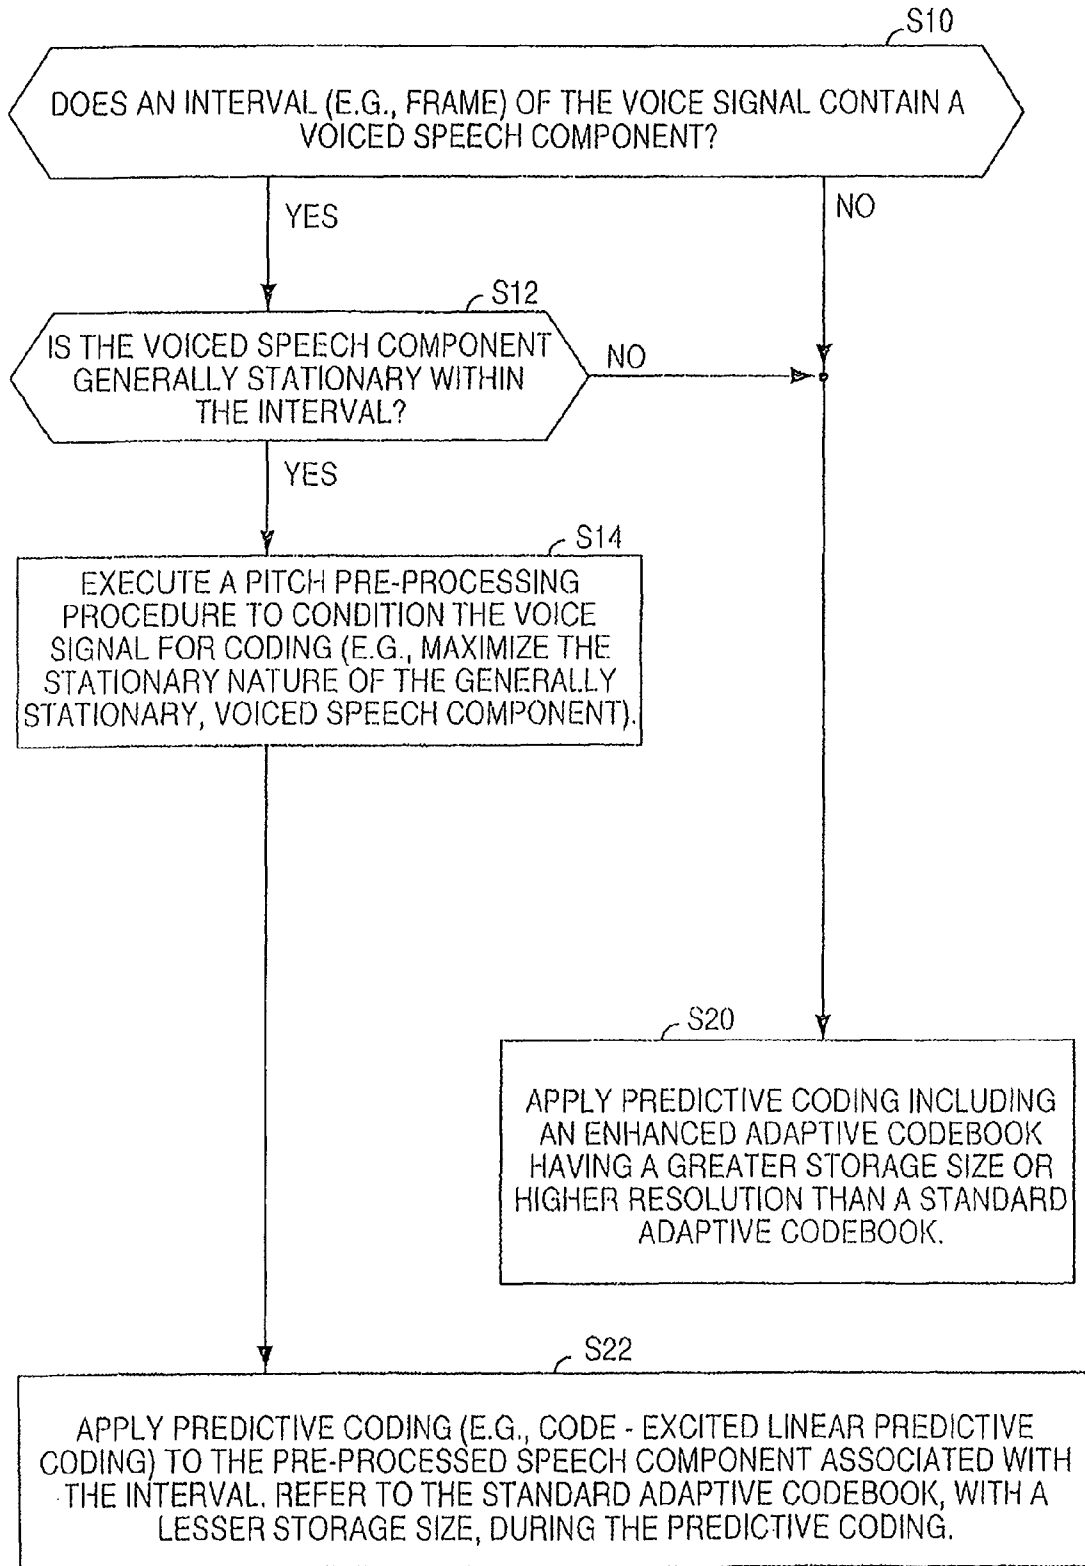 S10
DOES AN INTERVAL (E.G., FRAME) OF THE VOICE SIGNAL CONTAIN A
VOICED SPEECH COMPONENT?
YES
NO
S12
IS THE VOICED SPEECH COMPONENT
GENERALLY STATIONARY WITHIN
THE INTERVAL?
NO
YES
S14
EXECUTE A PITCH PRE-PROCESSING
PROCEDURE TO CONDITION THE VOICE
SIGNAL FOR CODING (E.G., MAXIMIZE THE
STATIONARY NATURE OF THE GENERALLY
STATIONARY, VOICED SPEECH COMPONENT).
S20
APPLY PREDICTIVE CODING INCLUDING
AN ENHANCED ADAPTIVE CODEBOOK
HAVING A GREATER STORAGE SIZE OR
HIGHER RESOLUTION THAN A STANDARD
ADAPTIVE CODEBOOK.
S22
APPLY PREDICTIVE CODING (E.G., CODE - EXCITED LINEAR PREDICTIVE
CODING) TO THE PRE-PROCESSED SPEECH COMPONENT ASSOCIATED WITH
THE INTERVAL. REFER TO THE STANDARD ADAPTIVE CODEBOOK, WITH A
LESSER STORAGE SIZE, DURING THE PREDICTIVE CODING.